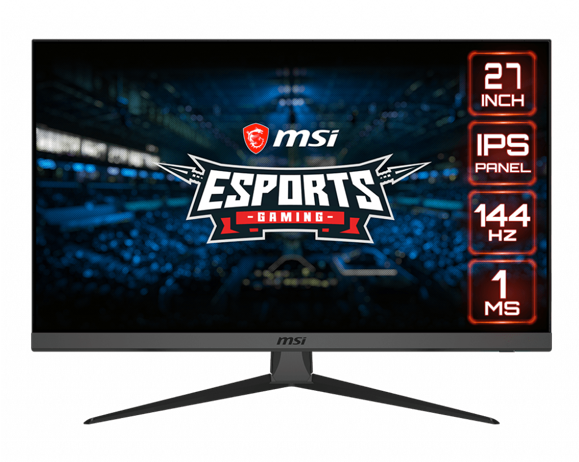 msi
ESPORTS
- GAMING -
27
INCH
IPS
PANEL
144
HZ
1
MS
msi